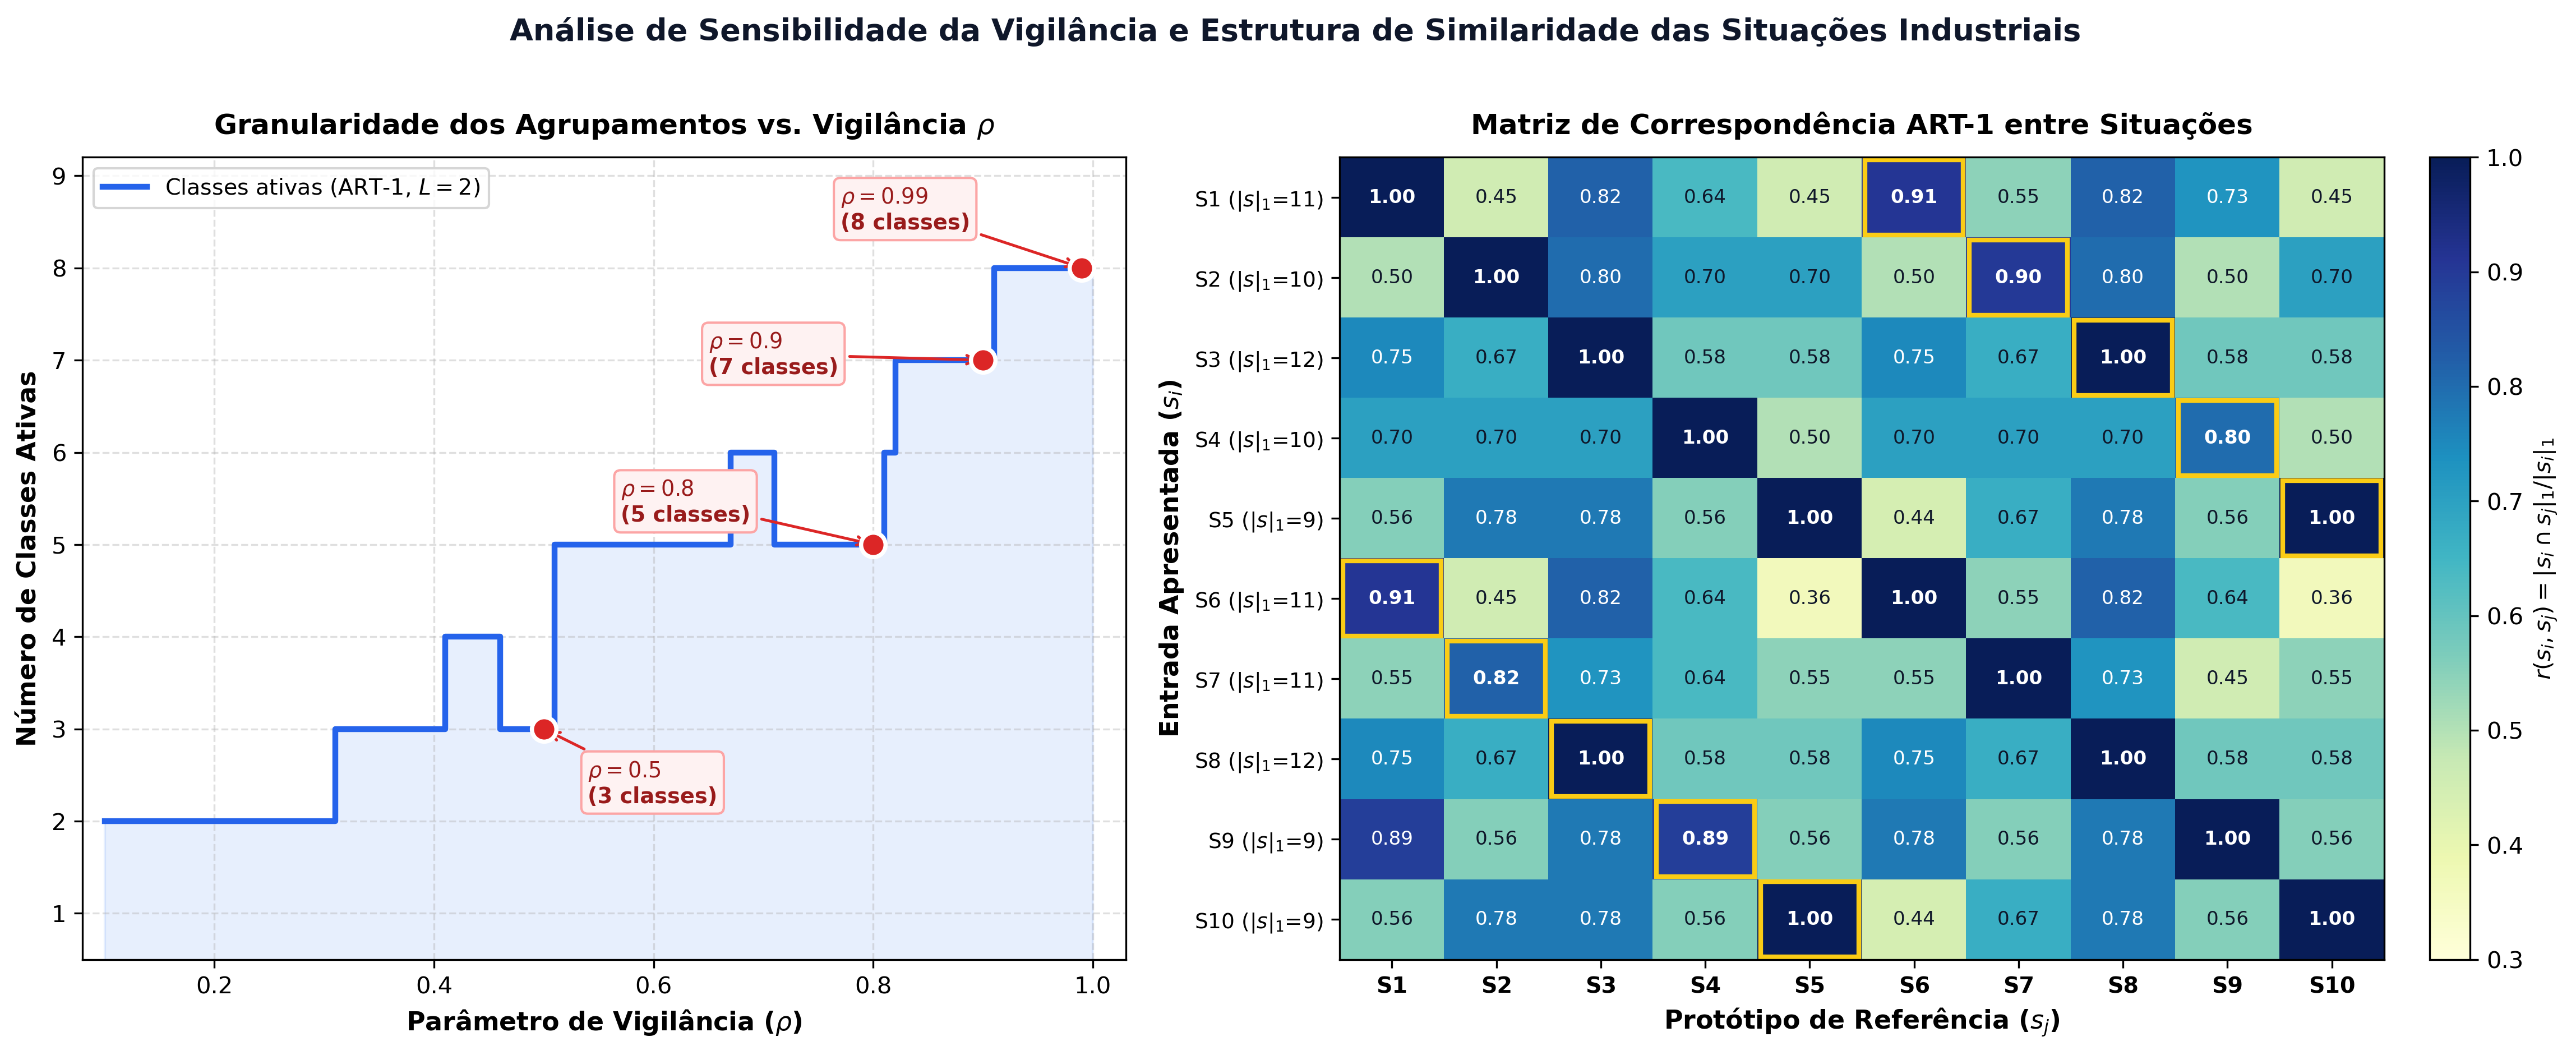 Análise de Sensibilidade da Vigilância e Estrutura de Similaridade das Situações Industriais
Granularidade dos Agrupamentos vs. Vigilância ρ
Número de Classes Ativas
9
8
7
6
5
4
3
2
1
Classes ativas (ART-1, L = 2)
ρ = 0.99
(8 classes)
ρ = 0.9
(7 classes)
ρ = 0.8
(5 classes)
ρ = 0.5
(3 classes)
0.2 0.4 0.6 0.8 1.0
Parâmetro de Vigilância (ρ)
Matriz de Correspondência ART-1 entre Situações
Entrada Apresentada (s_i)
S1 (|s|₁=11) 1.00 0.45 0.82 0.64 0.45 0.91 0.55 0.82 0.73 0.45
S2 (|s|₁=10) 0.50 1.00 0.80 0.70 0.70 0.50 0.90 0.80 0.50 0.70
S3 (|s|₁=12) 0.75 0.67 1.00 0.58 0.58 0.75 0.67 1.00 0.58 0.58
S4 (|s|₁=10) 0.70 0.70 0.70 1.00 0.50 0.70 0.70 0.70 0.80 0.50
S5 (|s|₁=9) 0.56 0.78 0.78 0.56 1.00 0.44 0.67 0.78 0.56 1.00
S6 (|s|₁=11) 0.91 0.45 0.82 0.64 0.36 1.00 0.55 0.82 0.64 0.36
S7 (|s|₁=11) 0.55 0.82 0.73 0.64 0.55 0.55 1.00 0.73 0.45 0.55
S8 (|s|₁=12) 0.75 0.67 1.00 0.58 0.58 0.75 0.67 1.00 0.58 0.58
S9 (|s|₁=9) 0.89 0.56 0.78 0.89 0.56 0.78 0.56 0.78 1.00 0.56
S10 (|s|₁=9) 0.56 0.78 0.78 0.56 1.00 0.44 0.67 0.78 0.56 1.00
S1 S2 S3 S4 S5 S6 S7 S8 S9 S10
Protótipo de Referência (s_j)
1.0
0.9
0.8
0.7
0.6
0.5
0.4
0.3
r(s_i, s_j) = |s_i ∩ s_j|₁/|s_i|₁